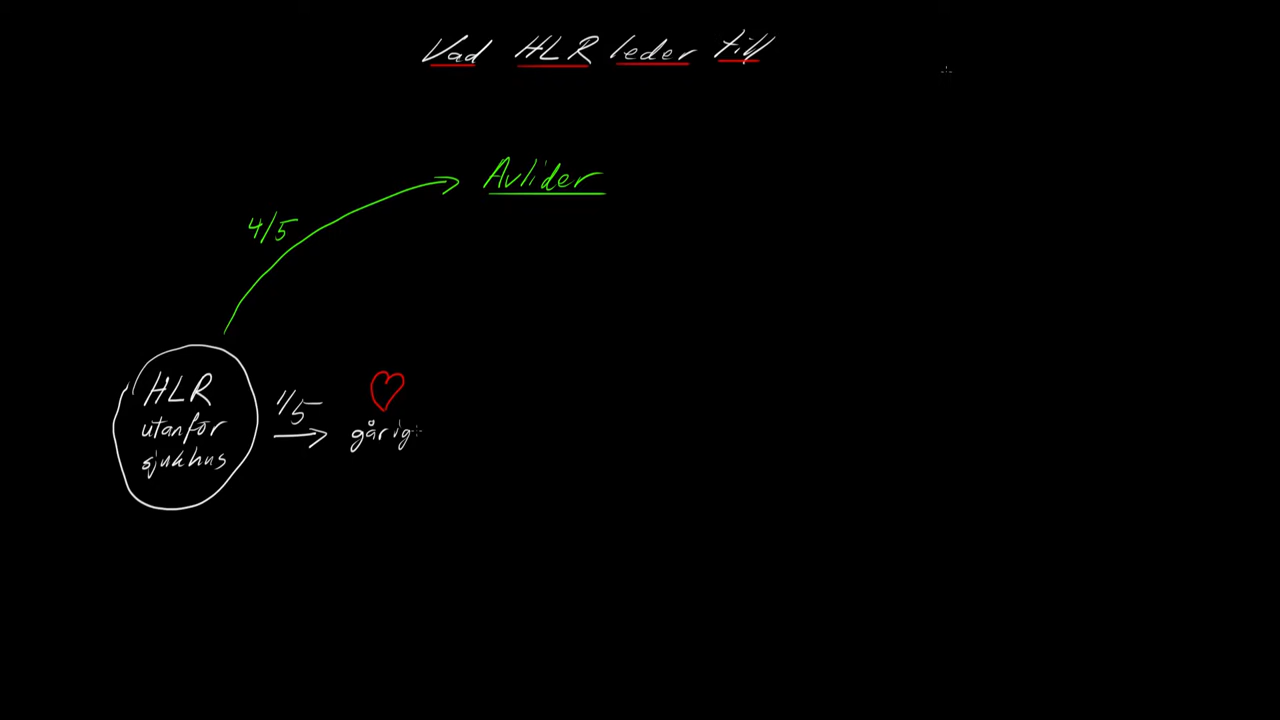 Vad HLR leder till
Avlider
4/5
HLR
utanför
sjukhus
1/5
går ig